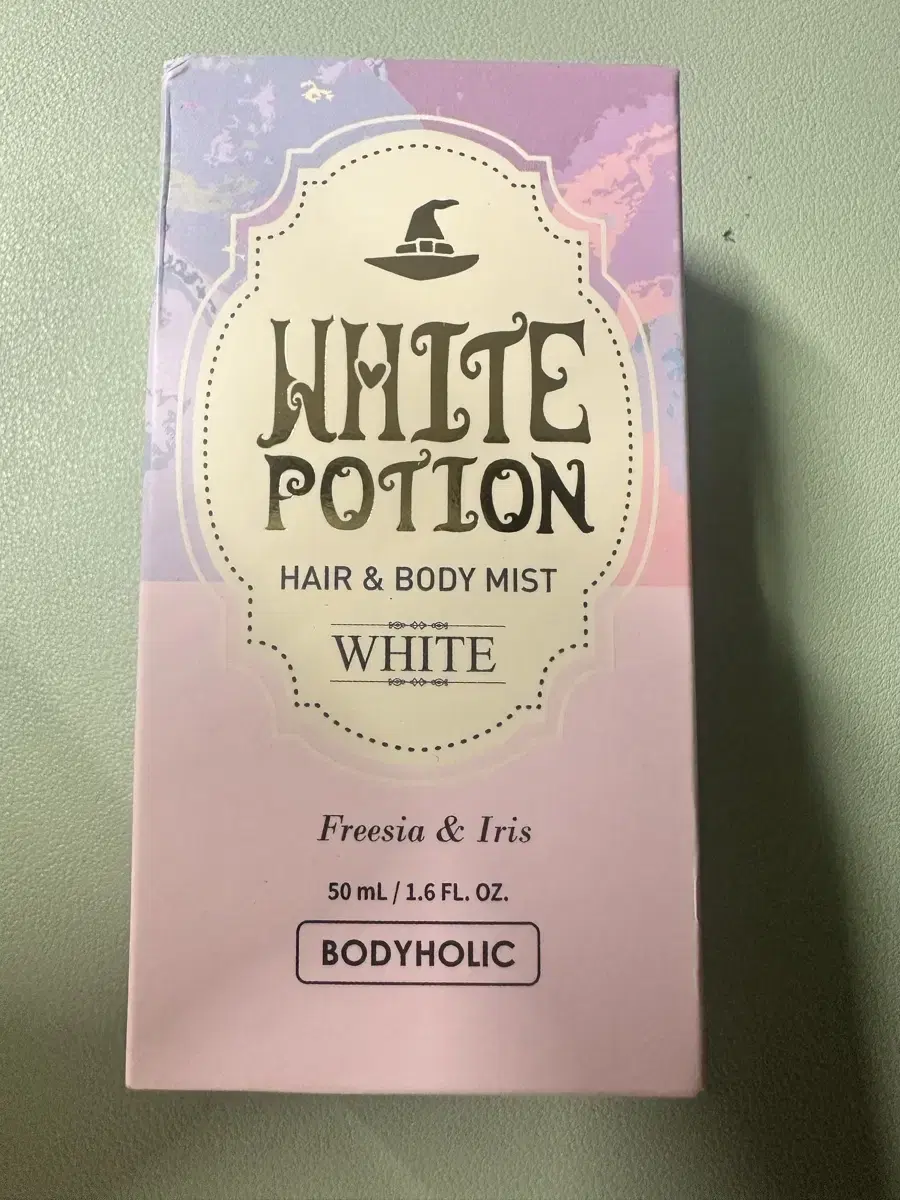 WHITE
POTION
HAIR & BODY MIST
WHITE
Freesia & Iris
50 mL / 1.6 FL. OZ.
BODYHOLIC